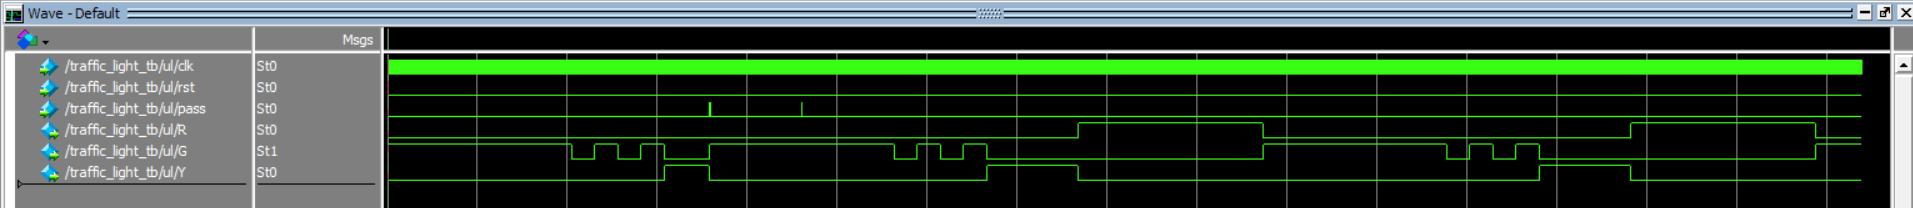 Wave - Default
Msgs
/traffic_light_tb/ul/clk St0
/traffic_light_tb/ul/rst St0
/traffic_light_tb/ul/pass St0
/traffic_light_tb/ul/R St0
/traffic_light_tb/ul/G St1
/traffic_light_tb/ul/Y St0